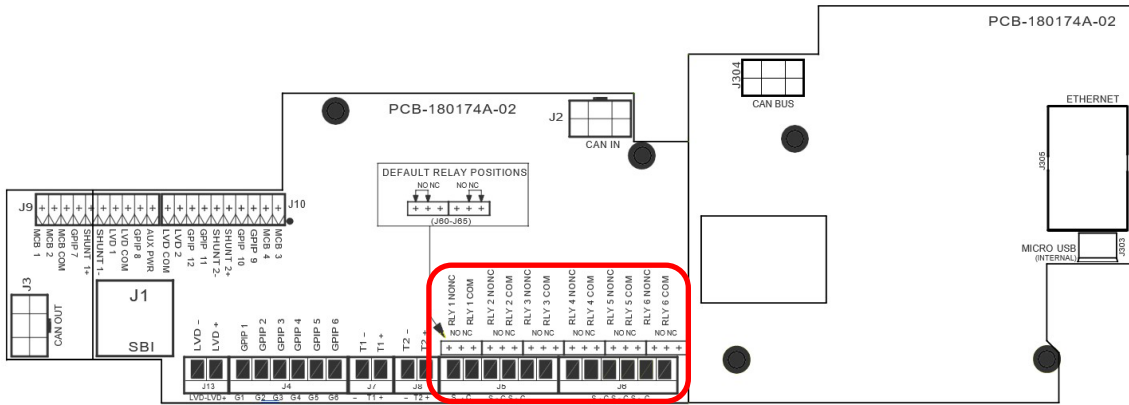 PCB-180174A-02
J304
CAN BUS
ETHERNET
J305
MICRO USB
(INTERNAL)
J303
PCB-180174A-02
J2
CAN IN
DEFAULT RELAY POSITIONS
NO NC NO NC
(J60-J65)
J9
J10
MCB 1
MCB 2
MCB COM
GPIP 7
SHUNT 1+
SHUNT 1-
LVD 1
LVD COM
GPIP 8
AUX PWR
LVD COM
LVD 2
GPIP 12
GPIP 11
SHUNT 2-
SHUNT 2+
GPIP 10
GPIP 9
MCB 4
MCB 3
J3
CAN OUT
J1
SBI
LVD -
LVD +
GPIP 1
GPIP 2
GPIP 3
GPIP 4
GPIP 5
GPIP 6
T1 -
T1 +
T2 -
T2 +
RLY 1 NONC
RLY 1 COM
RLY 2 NONC
RLY 2 COM
RLY 3 NONC
RLY 3 COM
RLY 4 NONC
RLY 4 COM
RLY 5 NONC
RLY 5 COM
RLY 6 NONC
RLY 6 COM
NO NC NO NC NO NC NO NC NO NC NO NC
J13 J4 J7 J8 J5 J6
LVD-LVD+ G1 G2 G3 G4 G5 G6 - T1 + - T2 + S - C S - C S - C S - C S - C S - C